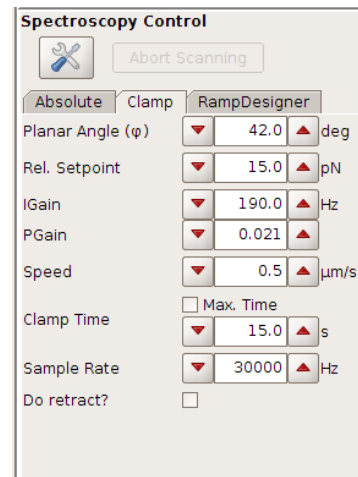 Spectroscopy Control
Abort Scanning
Absolute Clamp RampDesigner
Planar Angle (φ) 42.0 deg
Rel. Setpoint 15.0 pN
IGain 190.0 Hz
PGain 0.021
Speed 0.5 μm/s
Max. Time
Clamp Time 15.0 s
Sample Rate 30000 Hz
Do retract?